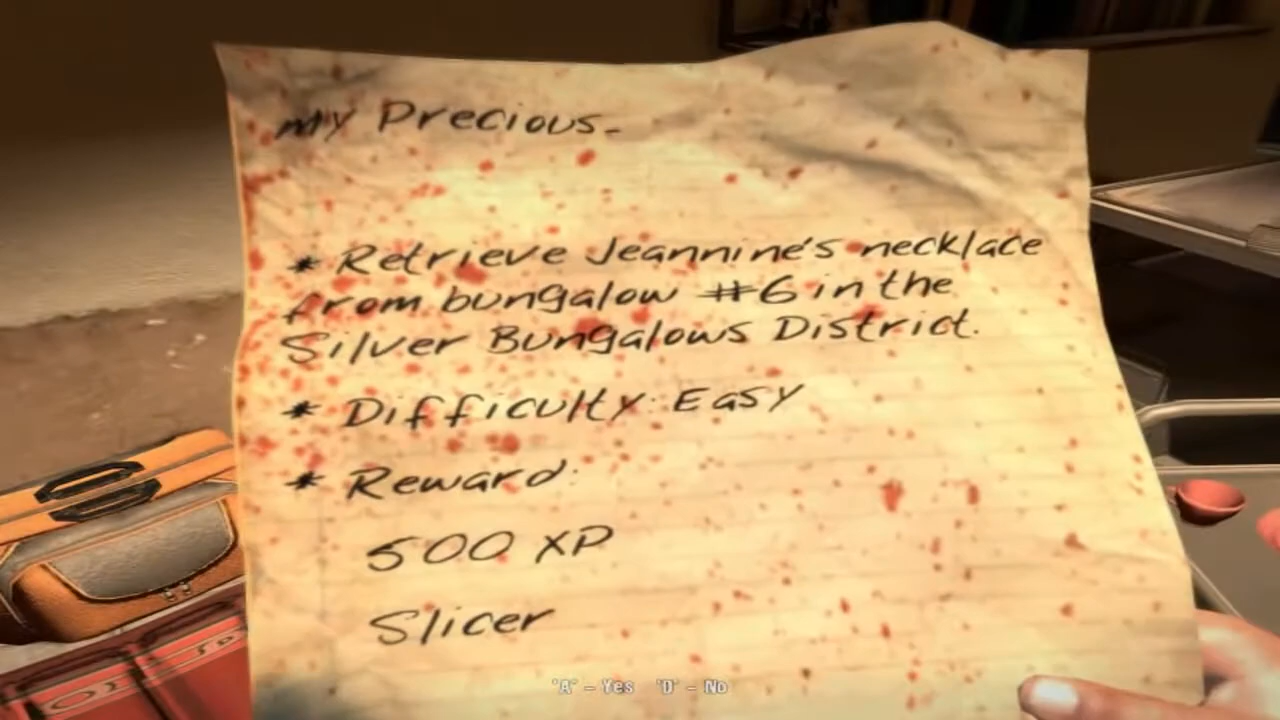 My Precious.
* Retrieve Jeannine's necklace
from bungalow #6 in the
Silver Bungalows District.
* Difficulty: Easy
* Reward:
500 XP
Slicer
'A' - Yes 'D' - No